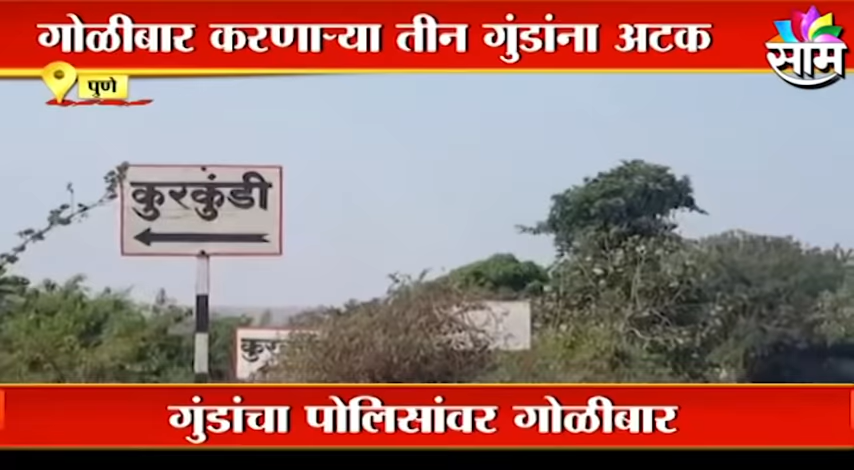 गोळीबार करणाऱ्या तीन गुंडांना अटक
साम
पुणे
कुरकुंडी
गुंडांचा पोलिसांवर गोळीबार